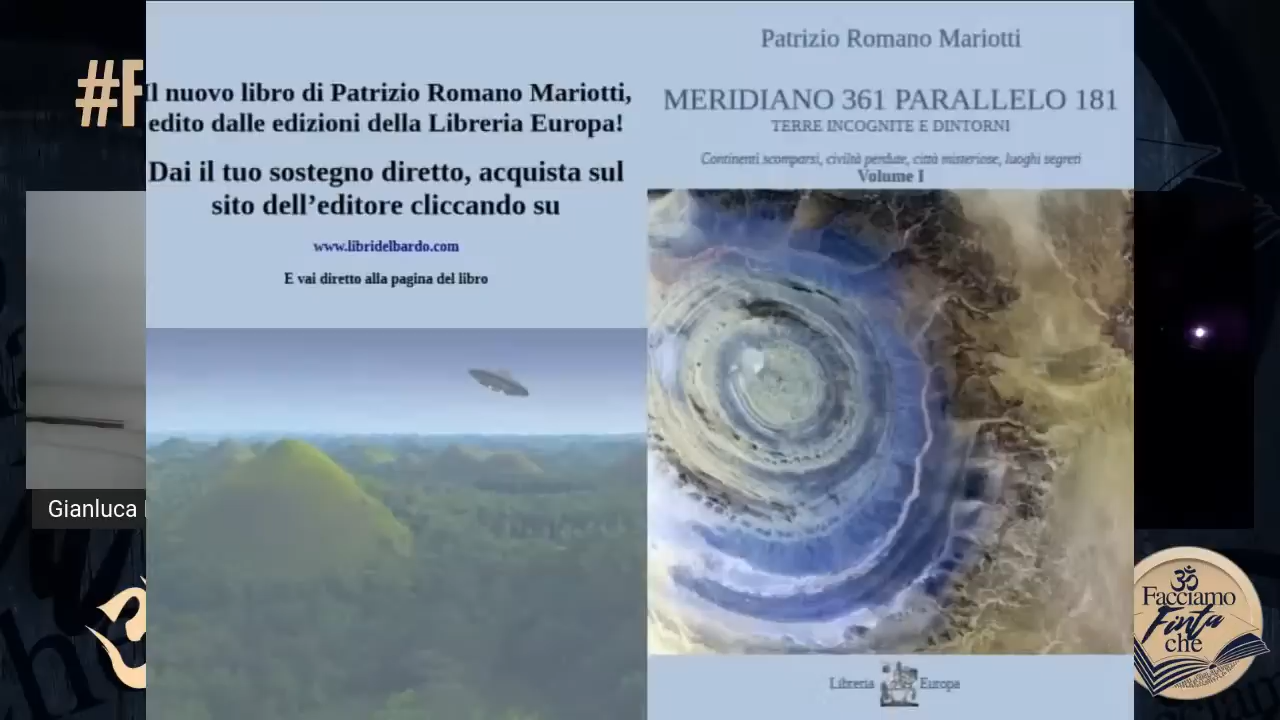 #F
Il nuovo libro di Patrizio Romano Mariotti,
edito dalle edizioni della Libreria Europa!
Dai il tuo sostegno diretto, acquista sul
sito dell’editore cliccando su
www.libridelbardo.com
E vai diretto alla pagina del libro
Patrizio Romano Mariotti
MERIDIANO 361 PARALLELO 181
TERRE INCOGNITE E DINTORNI
Continenti scomparsi, civiltà perdute, città misteriose, luoghi segreti
Volume I
Libreria Europa
Gianluca
ॐ
Facciamo
Finta
che